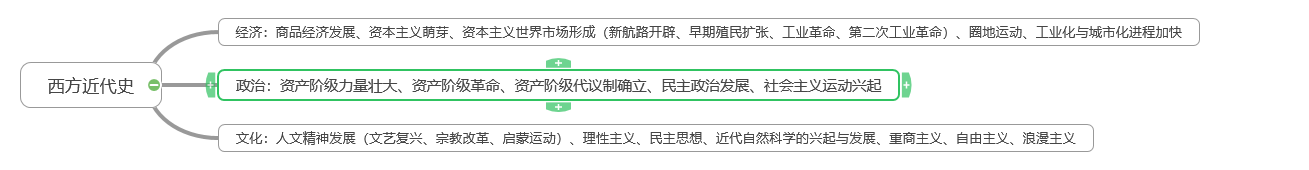 经济：商品经济发展、资本主义萌芽、资本主义世界市场形成（新航路开辟、早期殖民扩张、工业革命、第二次工业革命）、圈地运动、工业化与城市化进程加快
西方近代史
政治：资产阶级力量壮大、资产阶级革命、资产阶级代议制确立、民主政治发展、社会主义运动兴起
文化：人文精神发展（文艺复兴、宗教改革、启蒙运动）、理性主义、民主思想、近代自然科学的兴起与发展、重商主义、自由主义、浪漫主义